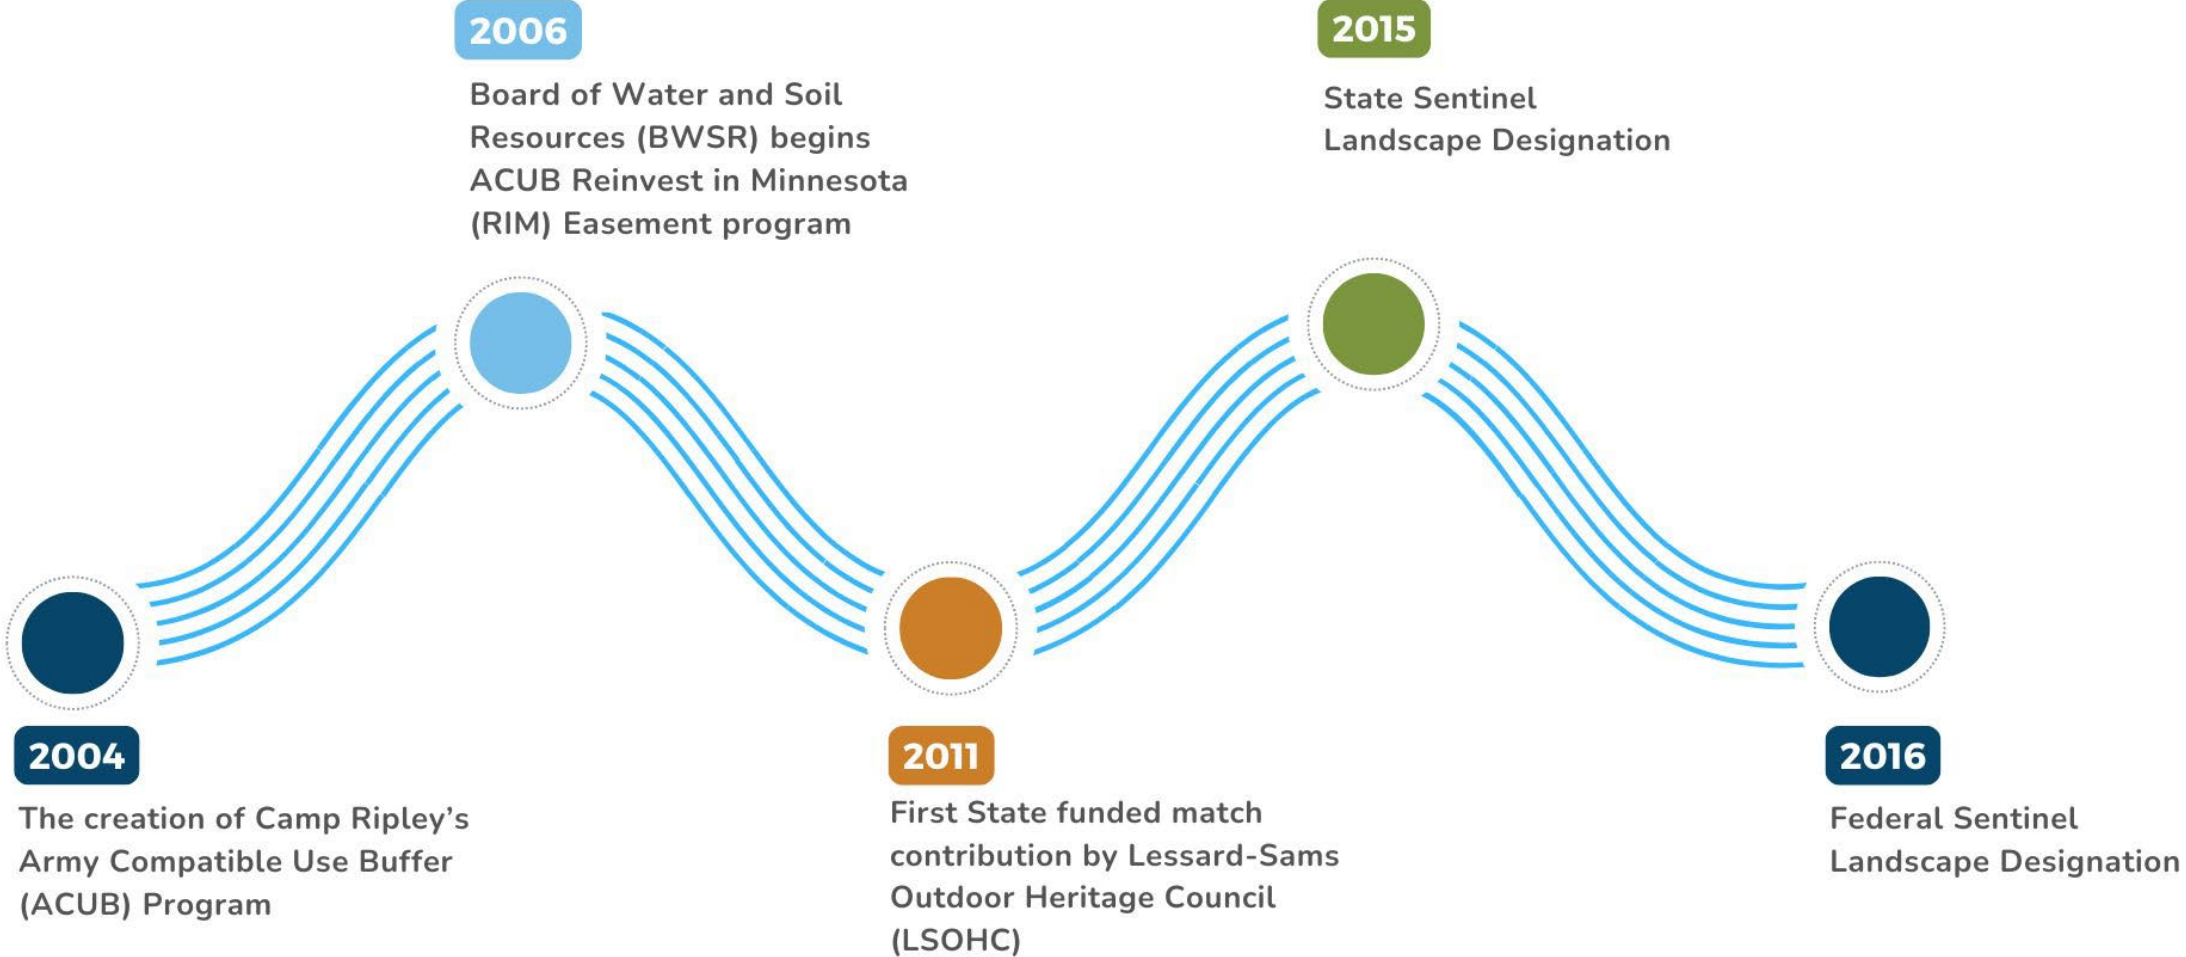 2004
The creation of Camp Ripley’s
Army Compatible Use Buffer
(ACUB) Program
2006
Board of Water and Soil
Resources (BWSR) begins
ACUB Reinvest in Minnesota
(RIM) Easement program
2011
First State funded match
contribution by Lessard-Sams
Outdoor Heritage Council
(LSOHC)
2015
State Sentinel
Landscape Designation
2016
Federal Sentinel
Landscape Designation